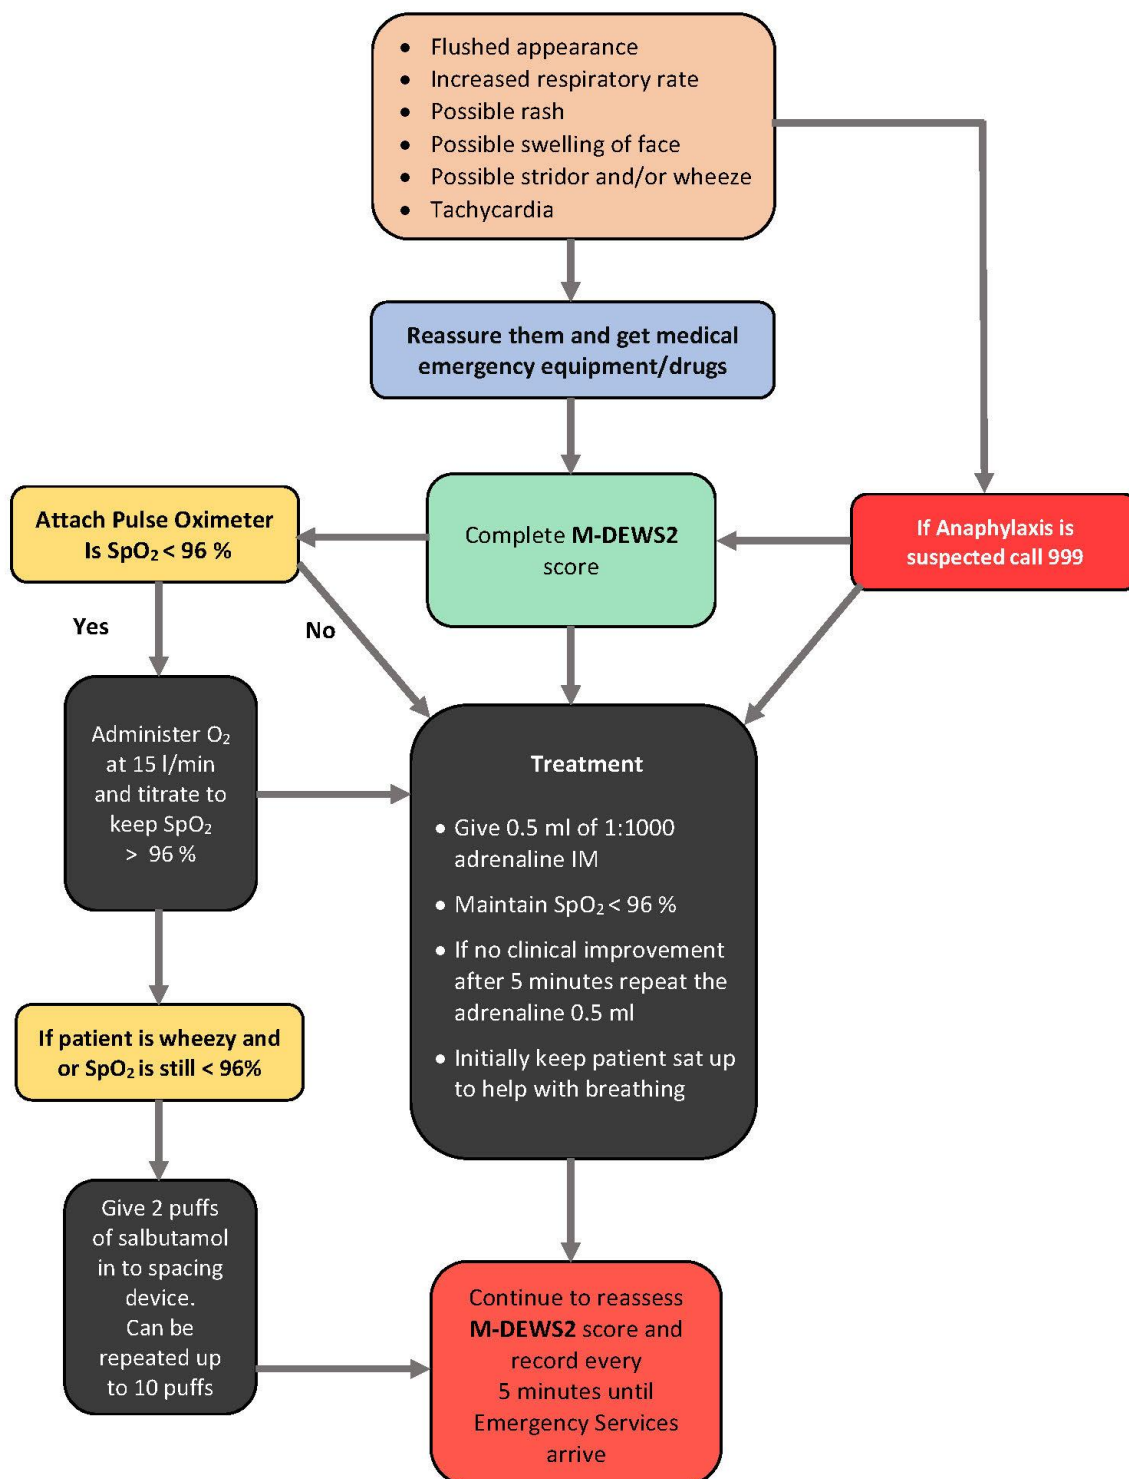 • Flushed appearance
• Increased respiratory rate
• Possible rash
• Possible swelling of face
• Possible stridor and/or wheeze
• Tachycardia
Reassure them and get medical
emergency equipment/drugs
Attach Pulse Oximeter
Is SpO₂ < 96 %
Complete M-DEWS2
score
If Anaphylaxis is
suspected call 999
Yes
No
Administer O₂
at 15 l/min
and titrate to
keep SpO₂
> 96 %
Treatment
• Give 0.5 ml of 1:1000
adrenaline IM
• Maintain SpO₂ < 96 %
• If no clinical improvement
after 5 minutes repeat the
adrenaline 0.5 ml
• Initially keep patient sat up
to help with breathing
If patient is wheezy and
or SpO₂ is still < 96%
Give 2 puffs
of salbutamol
in to spacing
device.
Can be
repeated up
to 10 puffs
Continue to reassess
M-DEWS2 score and
record every
5 minutes until
Emergency Services
arrive